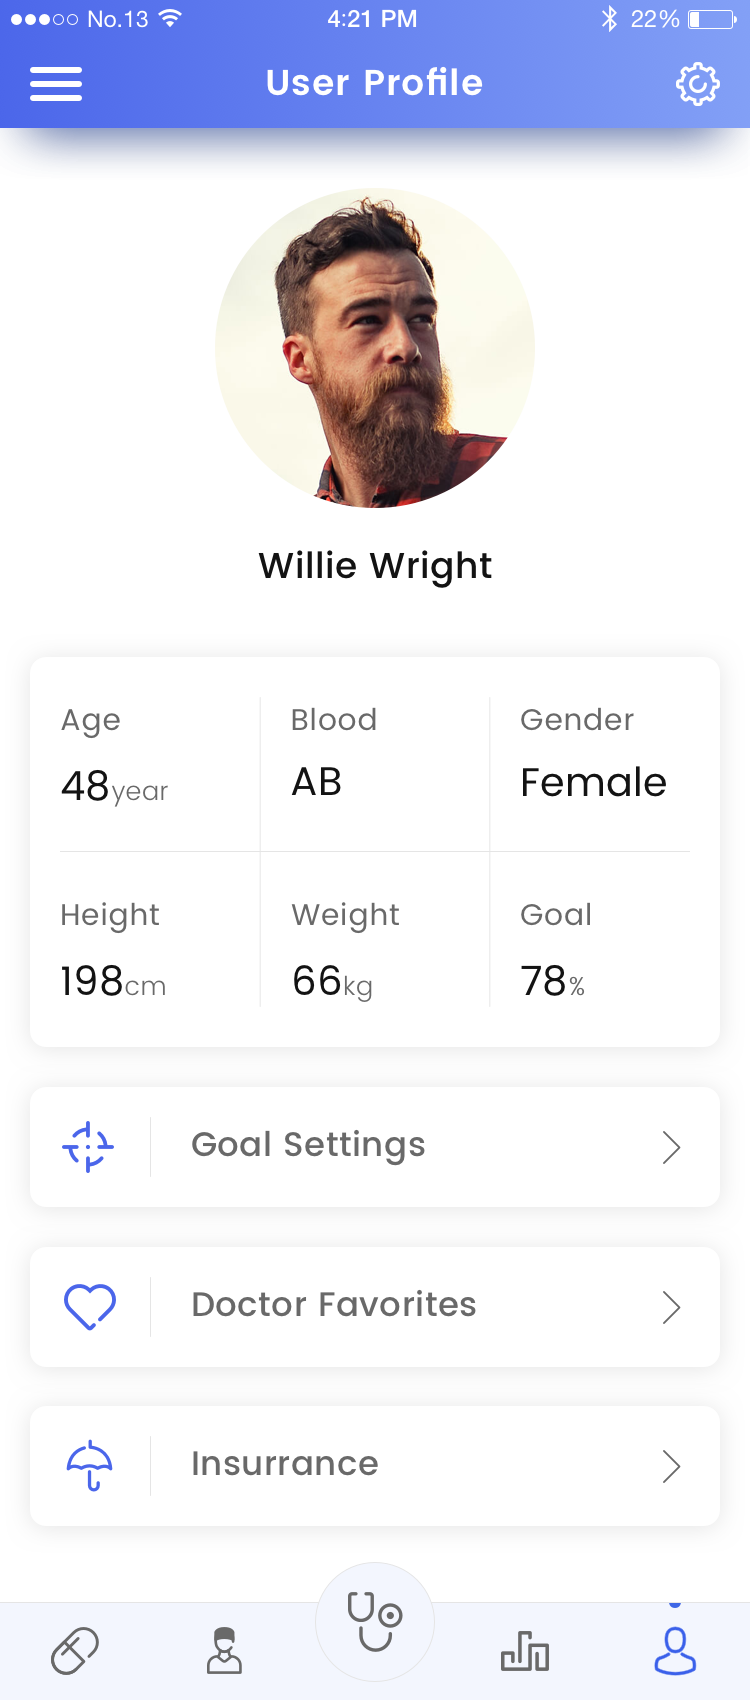 No.13 4:21 PM 22%
User Profile
Willie Wright
Age Blood Gender
48year AB Female
Height Weight Goal
198cm 66kg 78%
Goal Settings
Doctor Favorites
Insurrance